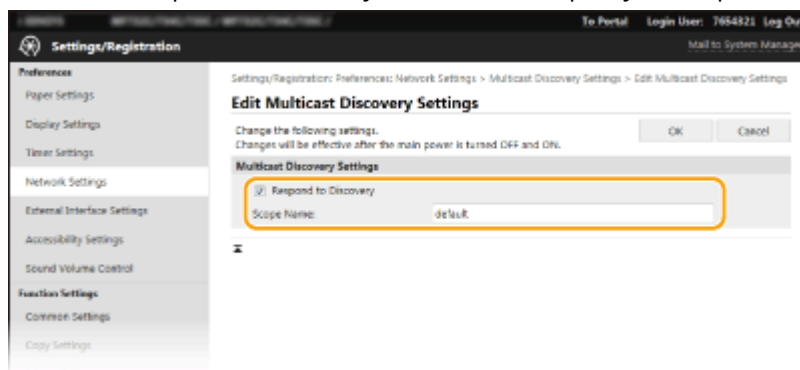 To Portal Login User: 7654321 Log Ou
Settings/Registration
Mail to System Manage
Preferences
Paper Settings
Display Settings
Timer Settings
Network Settings
External Interface Settings
Accessibility Settings
Sound Volume Control
Function Settings
Common Settings
Copy Settings
Settings/Registration: Preferences: Network Settings > Multicast Discovery Settings > Edit Multicast Discovery Settings
Edit Multicast Discovery Settings
Change the following settings.
Changes will be effective after the main power is turned OFF and ON.
OK Cancel
Multicast Discovery Settings
Respond to Discovery
Scope Name: default